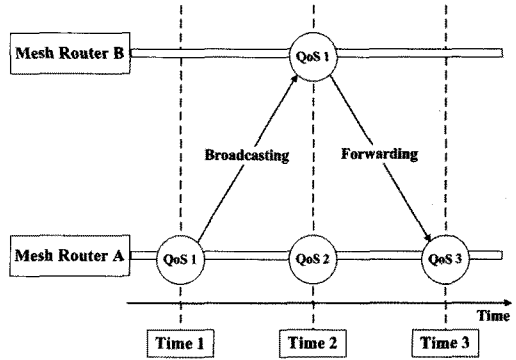 Mesh Router B
QoS 1
Broadcasting
Forwarding
Mesh Router A
QoS 1
QoS 2
QoS 3
Time
Time 1
Time 2
Time 3